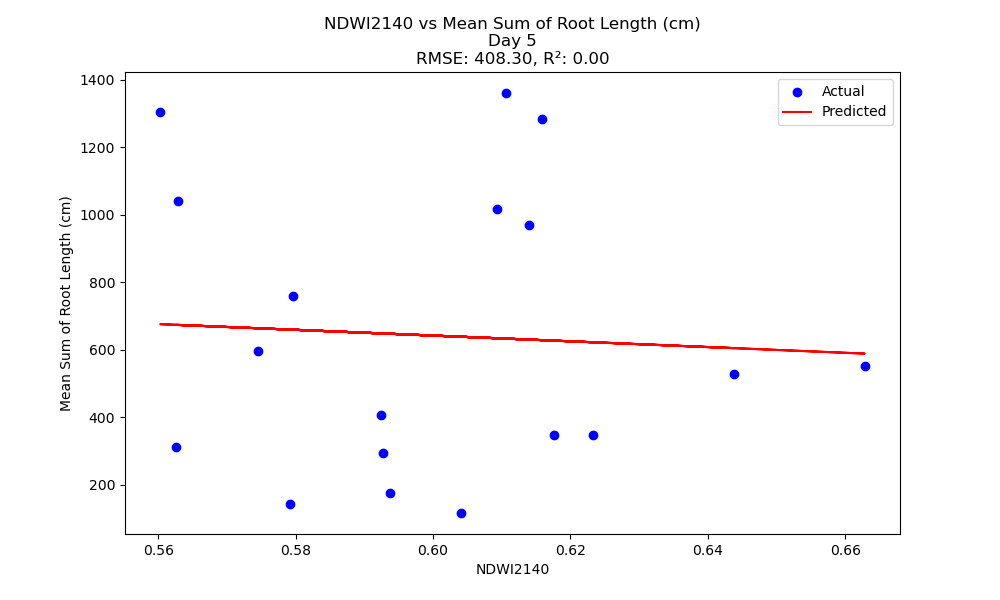 NDWI2140 vs Mean Sum of Root Length (cm)
Day 5
RMSE: 408.30, R²: 0.00
Actual
Predicted
1400
1200
1000
800
600
400
200
Mean Sum of Root Length (cm)
0.56 0.58 0.60 0.62 0.64 0.66
NDWI2140